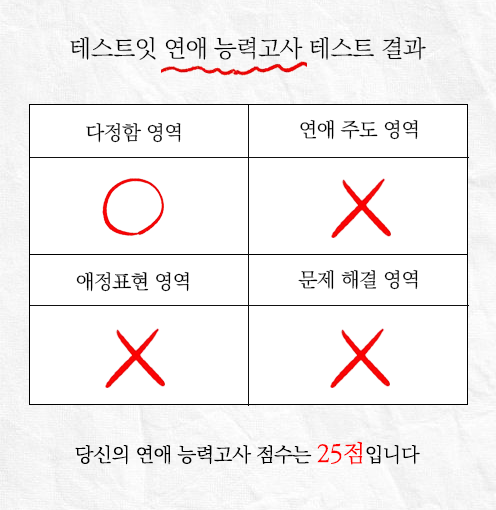 테스트잇 연애 능력고사 테스트 결과
다정함 영역
연애 주도 영역
애정표현 영역
문제 해결 영역
당신의 연애 능력고사 점수는 25점입니다